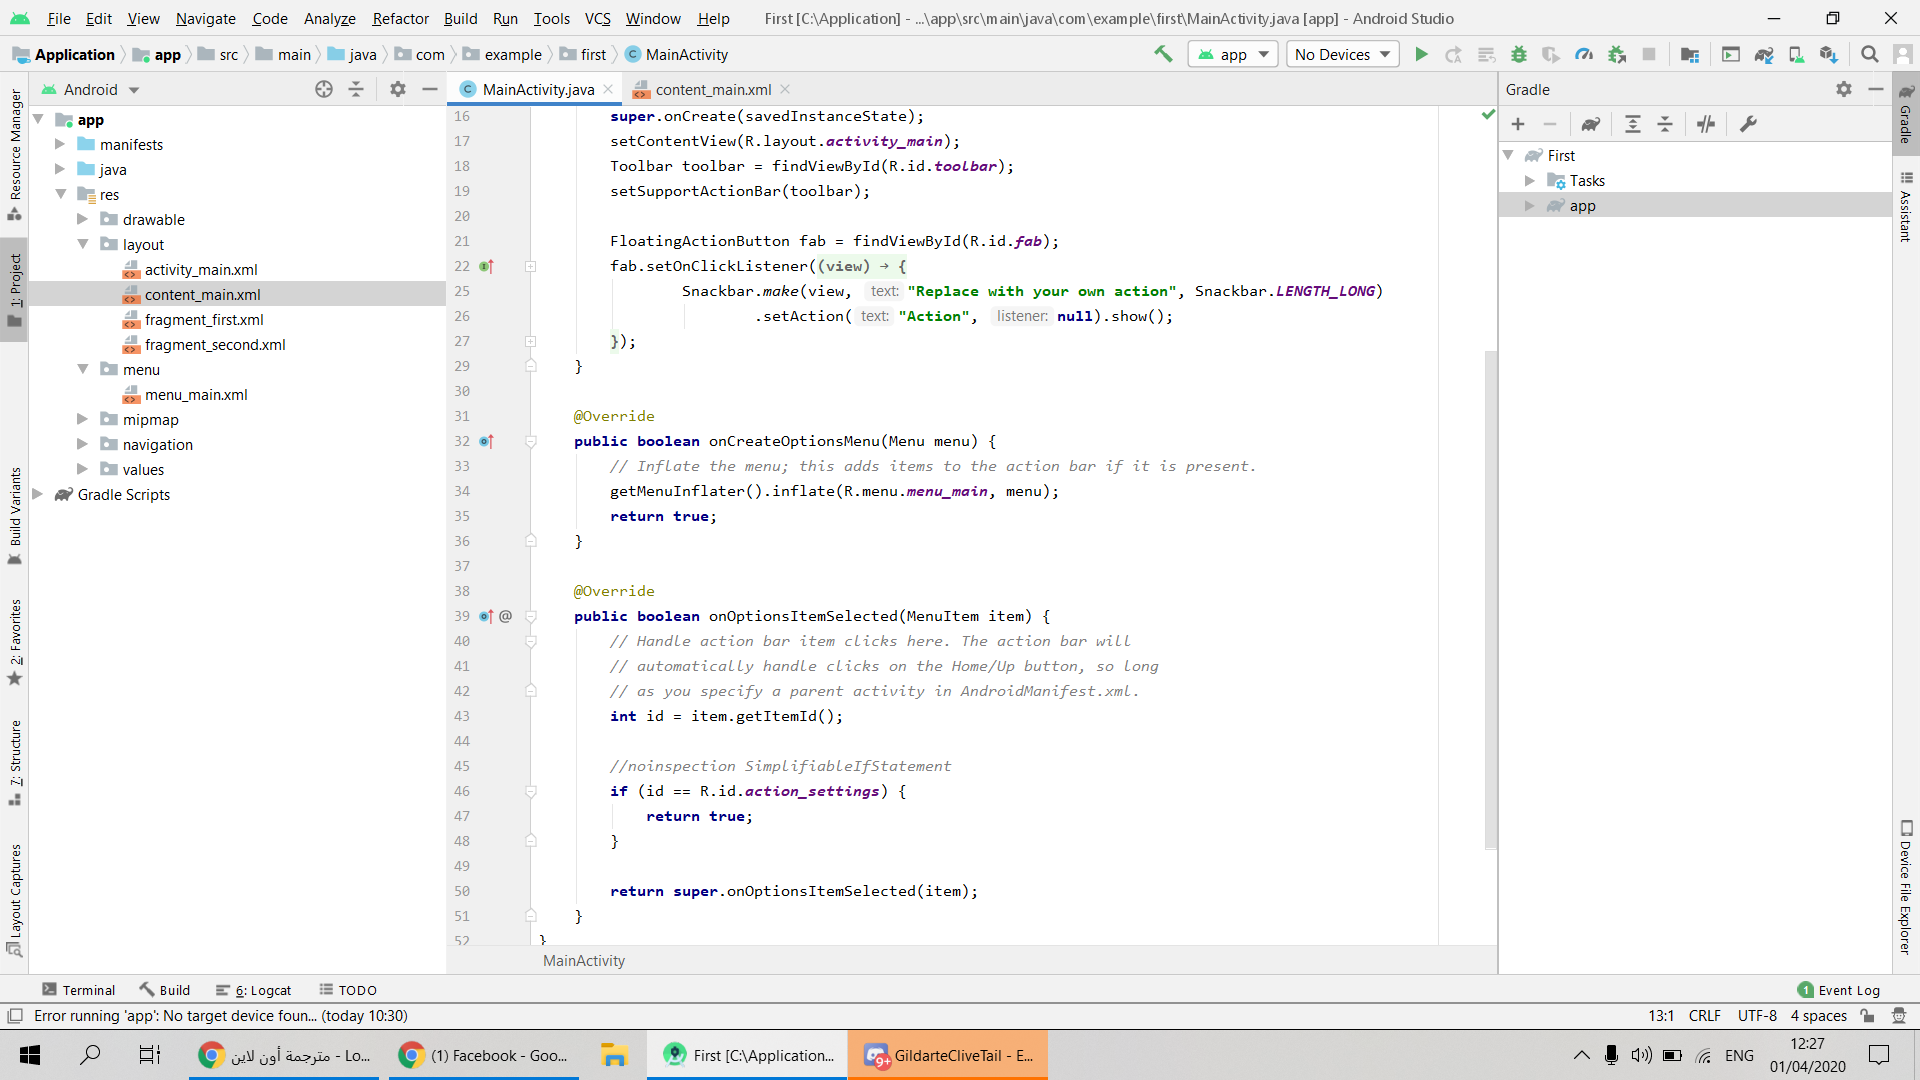 File Edit View Navigate Code Analyze Refactor Build Run Tools VCS Window Help First [C:\Application] - ...\app\src\main\java\com\example\first\MainActivity.java [app] - Android Studio
Application app src main java com example first MainActivity app No Devices
Android MainActivity.java content_main.xml Gradle
app
manifests
java
res
drawable
layout
activity_main.xml
content_main.xml
fragment_first.xml
fragment_second.xml
menu
menu_main.xml
mipmap
navigation
values
Gradle Scripts
Resource Manager
1: Project
Build Variants
2: Favorites
7: Structure
Layout Captures
16 super.onCreate(savedInstanceState);
17 setContentView(R.layout.activity_main);
18 Toolbar toolbar = findViewById(R.id.toolbar);
19 setSupportActionBar(toolbar);
20
21 FloatingActionButton fab = findViewById(R.id.fab);
22 fab.setOnClickListener((view) → {
25 Snackbar.make(view, text: "Replace with your own action", Snackbar.LENGTH_LONG)
26 .setAction( text: "Action", listener: null).show();
27 });
29 }
30
31 @Override
32 public boolean onCreateOptionsMenu(Menu menu) {
33 // Inflate the menu; this adds items to the action bar if it is present.
34 getMenuInflater().inflate(R.menu.menu_main, menu);
35 return true;
36 }
37
38 @Override
39 @ public boolean onOptionsItemSelected(MenuItem item) {
40 // Handle action bar item clicks here. The action bar will
41 // automatically handle clicks on the Home/Up button, so long
42 // as you specify a parent activity in AndroidManifest.xml.
43 int id = item.getItemId();
44
45 //noinspection SimplifiableIfStatement
46 if (id == R.id.action_settings) {
47 return true;
48 }
49
50 return super.onOptionsItemSelected(item);
51 }
52 }
MainActivity
First
Tasks
app
Gradle
Assistant
Device File Explorer
Terminal Build 6: Logcat TODO 1 Event Log
Error running 'app': No target device foun... (today 10:30) 13:1 CRLF UTF-8 4 spaces
مترجمة أون لاين - Lo... (1) Facebook - Goo... First [C:\Application... 9+ GildarteCliveTail - E... ENG 12:27
01/04/2020